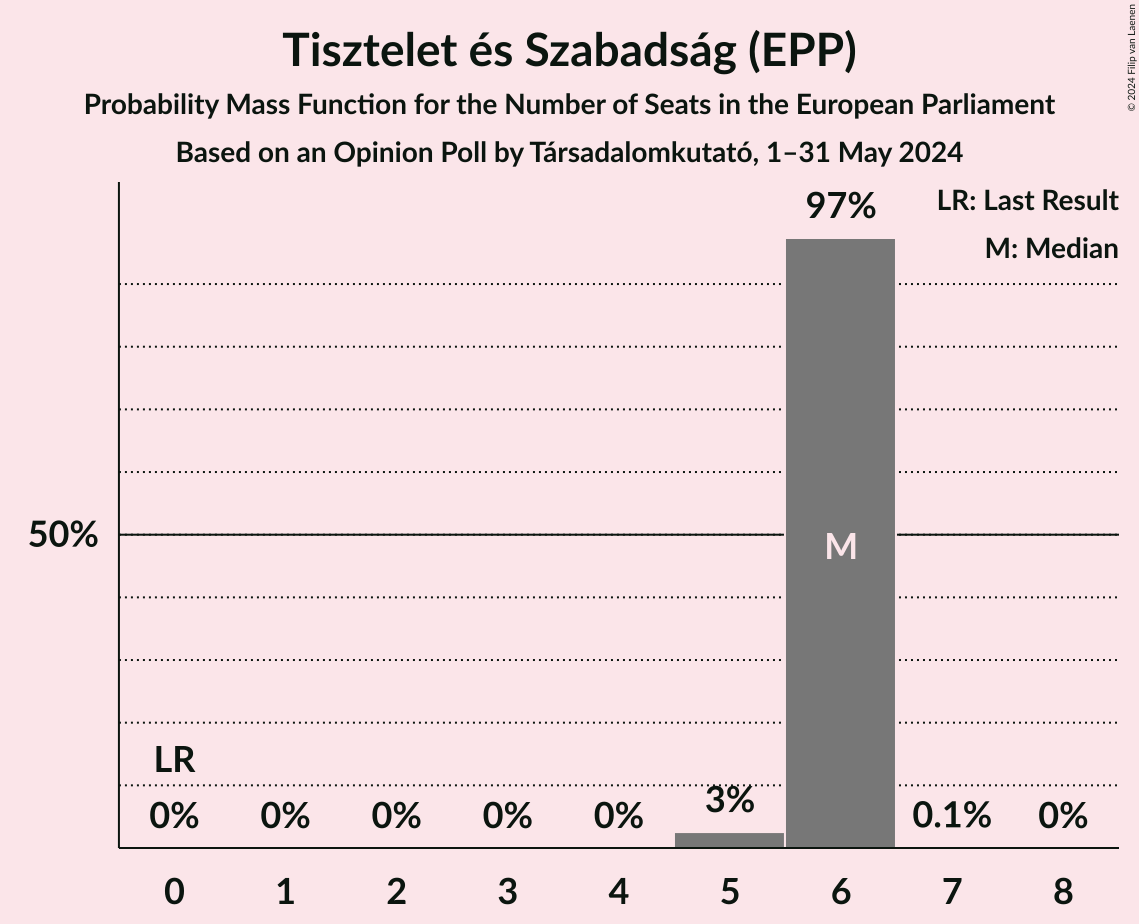 Tisztelet és Szabadság (EPP)
Probability Mass Function for the Number of Seats in the European Parliament
Based on an Opinion Poll by Társadalomkutató, 1–31 May 2024
© 2024 Filip van Laenen
LR: Last Result
M: Median
97%
50%
M
LR
0% 0% 0% 0% 0% 3% 0.1% 0%
0 1 2 3 4 5 6 7 8